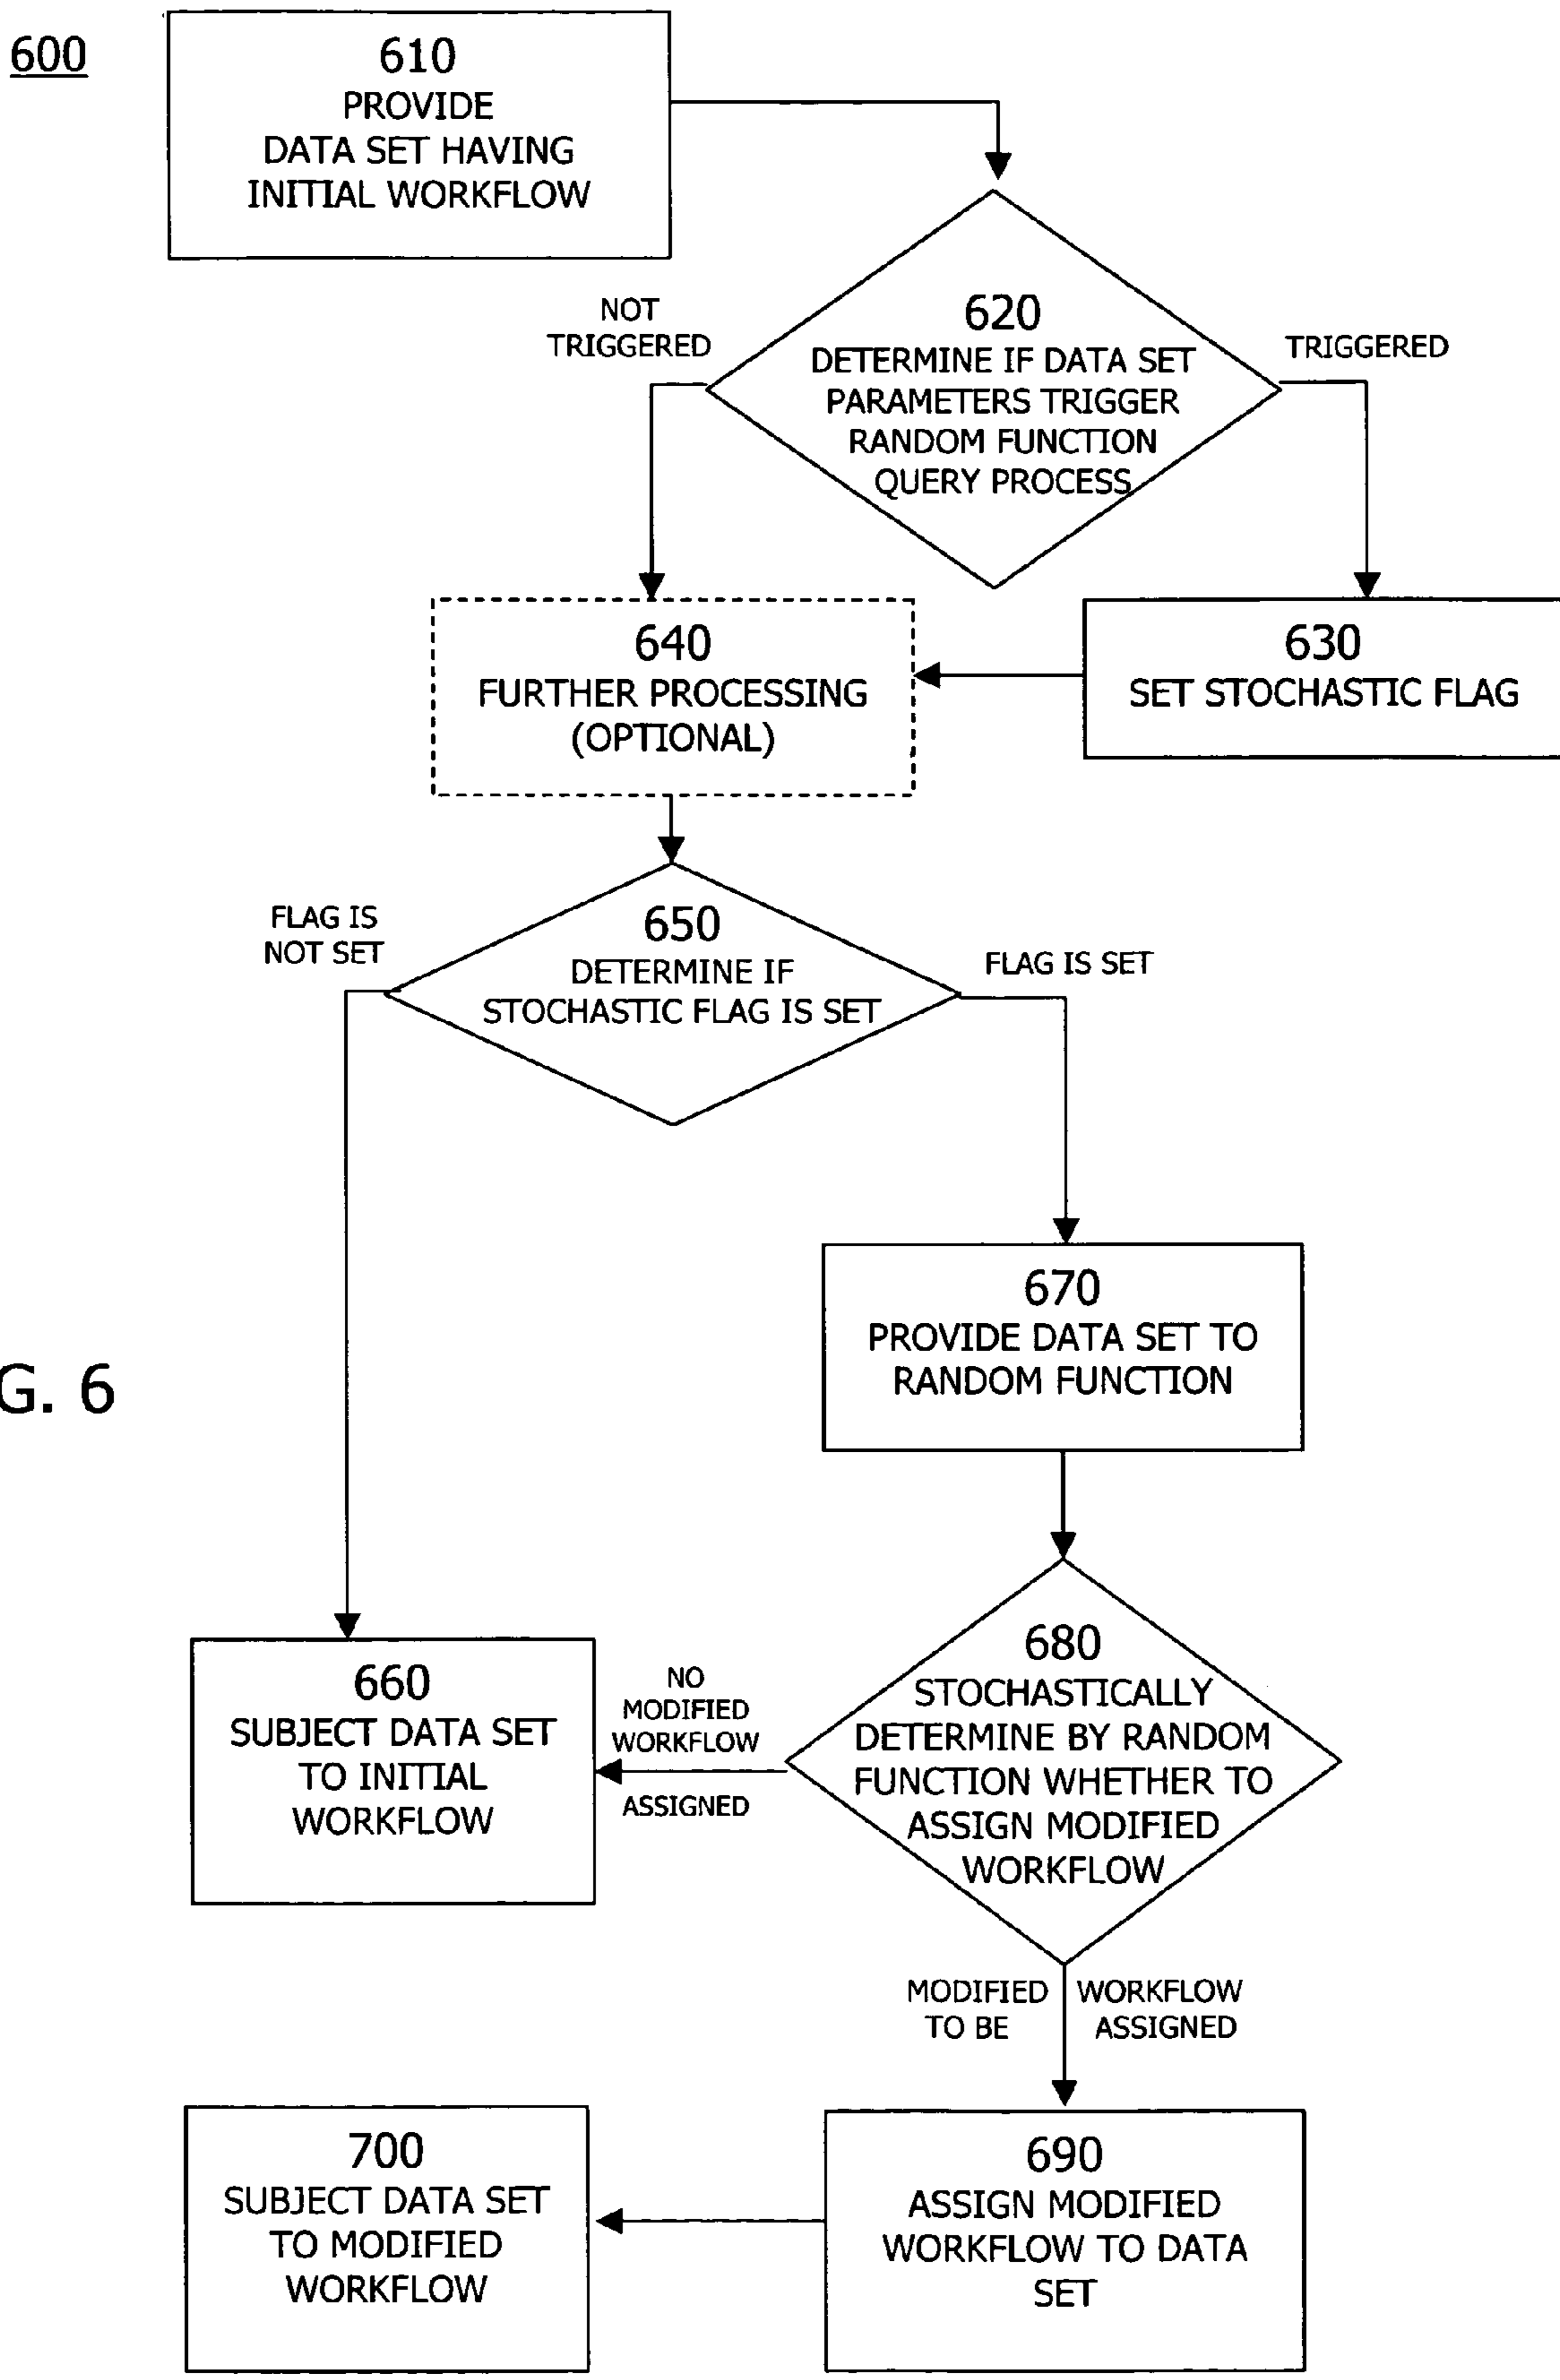 600
610
PROVIDE
DATA SET HAVING
INITIAL WORKFLOW
NOT
TRIGGERED
620
DETERMINE IF DATA SET
PARAMETERS TRIGGER
RANDOM FUNCTION
QUERY PROCESS
TRIGGERED
640
FURTHER PROCESSING
(OPTIONAL)
630
SET STOCHASTIC FLAG
FLAG IS
NOT SET
650
DETERMINE IF
STOCHASTIC FLAG IS SET
FLAG IS SET
670
PROVIDE DATA SET TO
RANDOM FUNCTION
G. 6
660
SUBJECT DATA SET
TO INITIAL
WORKFLOW
NO
MODIFIED
WORKFLOW
ASSIGNED
680
STOCHASTICALLY
DETERMINE BY RANDOM
FUNCTION WHETHER TO
ASSIGN MODIFIED
WORKFLOW
MODIFIED WORKFLOW
TO BE ASSIGNED
700
SUBJECT DATA SET
TO MODIFIED
WORKFLOW
690
ASSIGN MODIFIED
WORKFLOW TO DATA
SET